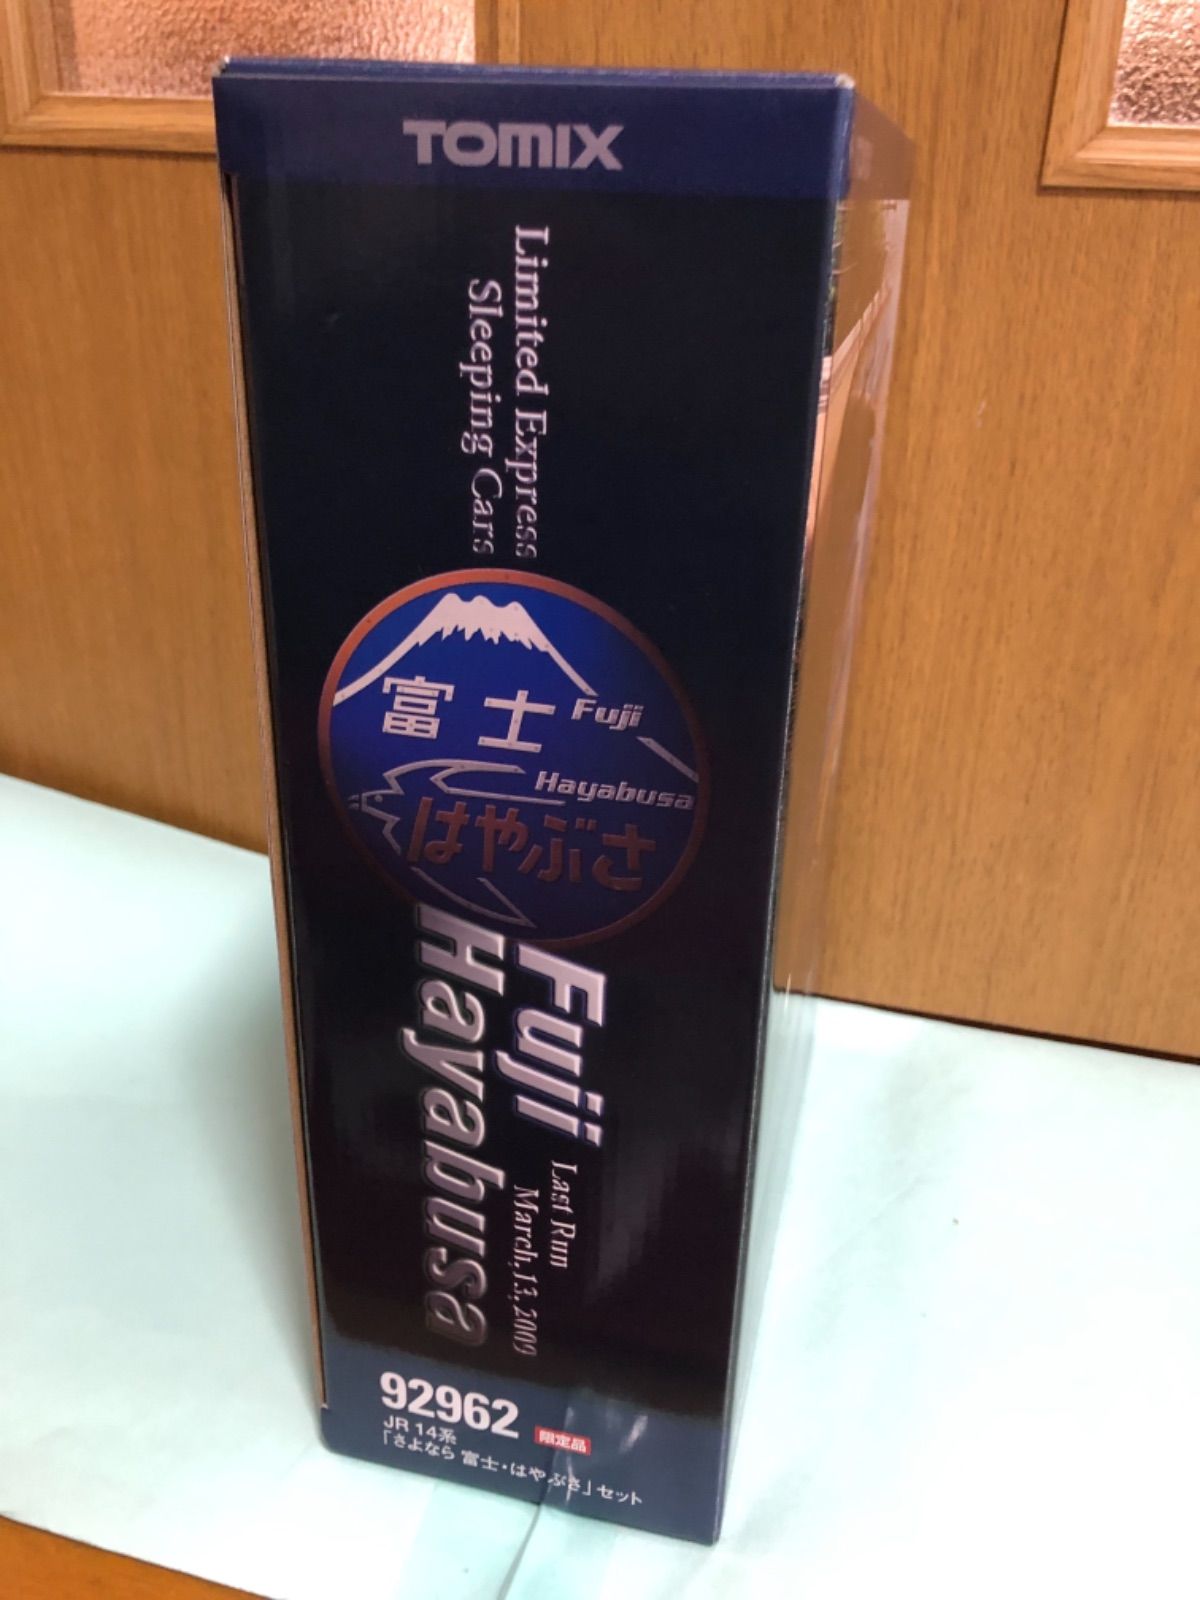 TOMIX
Limited Express
Sleeping Cars
富士
Fuji
Hayabusa
はやぶさ
Fuji
Hayabusa
Last Run
March,13,2009
92962
限定品
JR 14系
「さよなら 富士・はやぶさ」セット